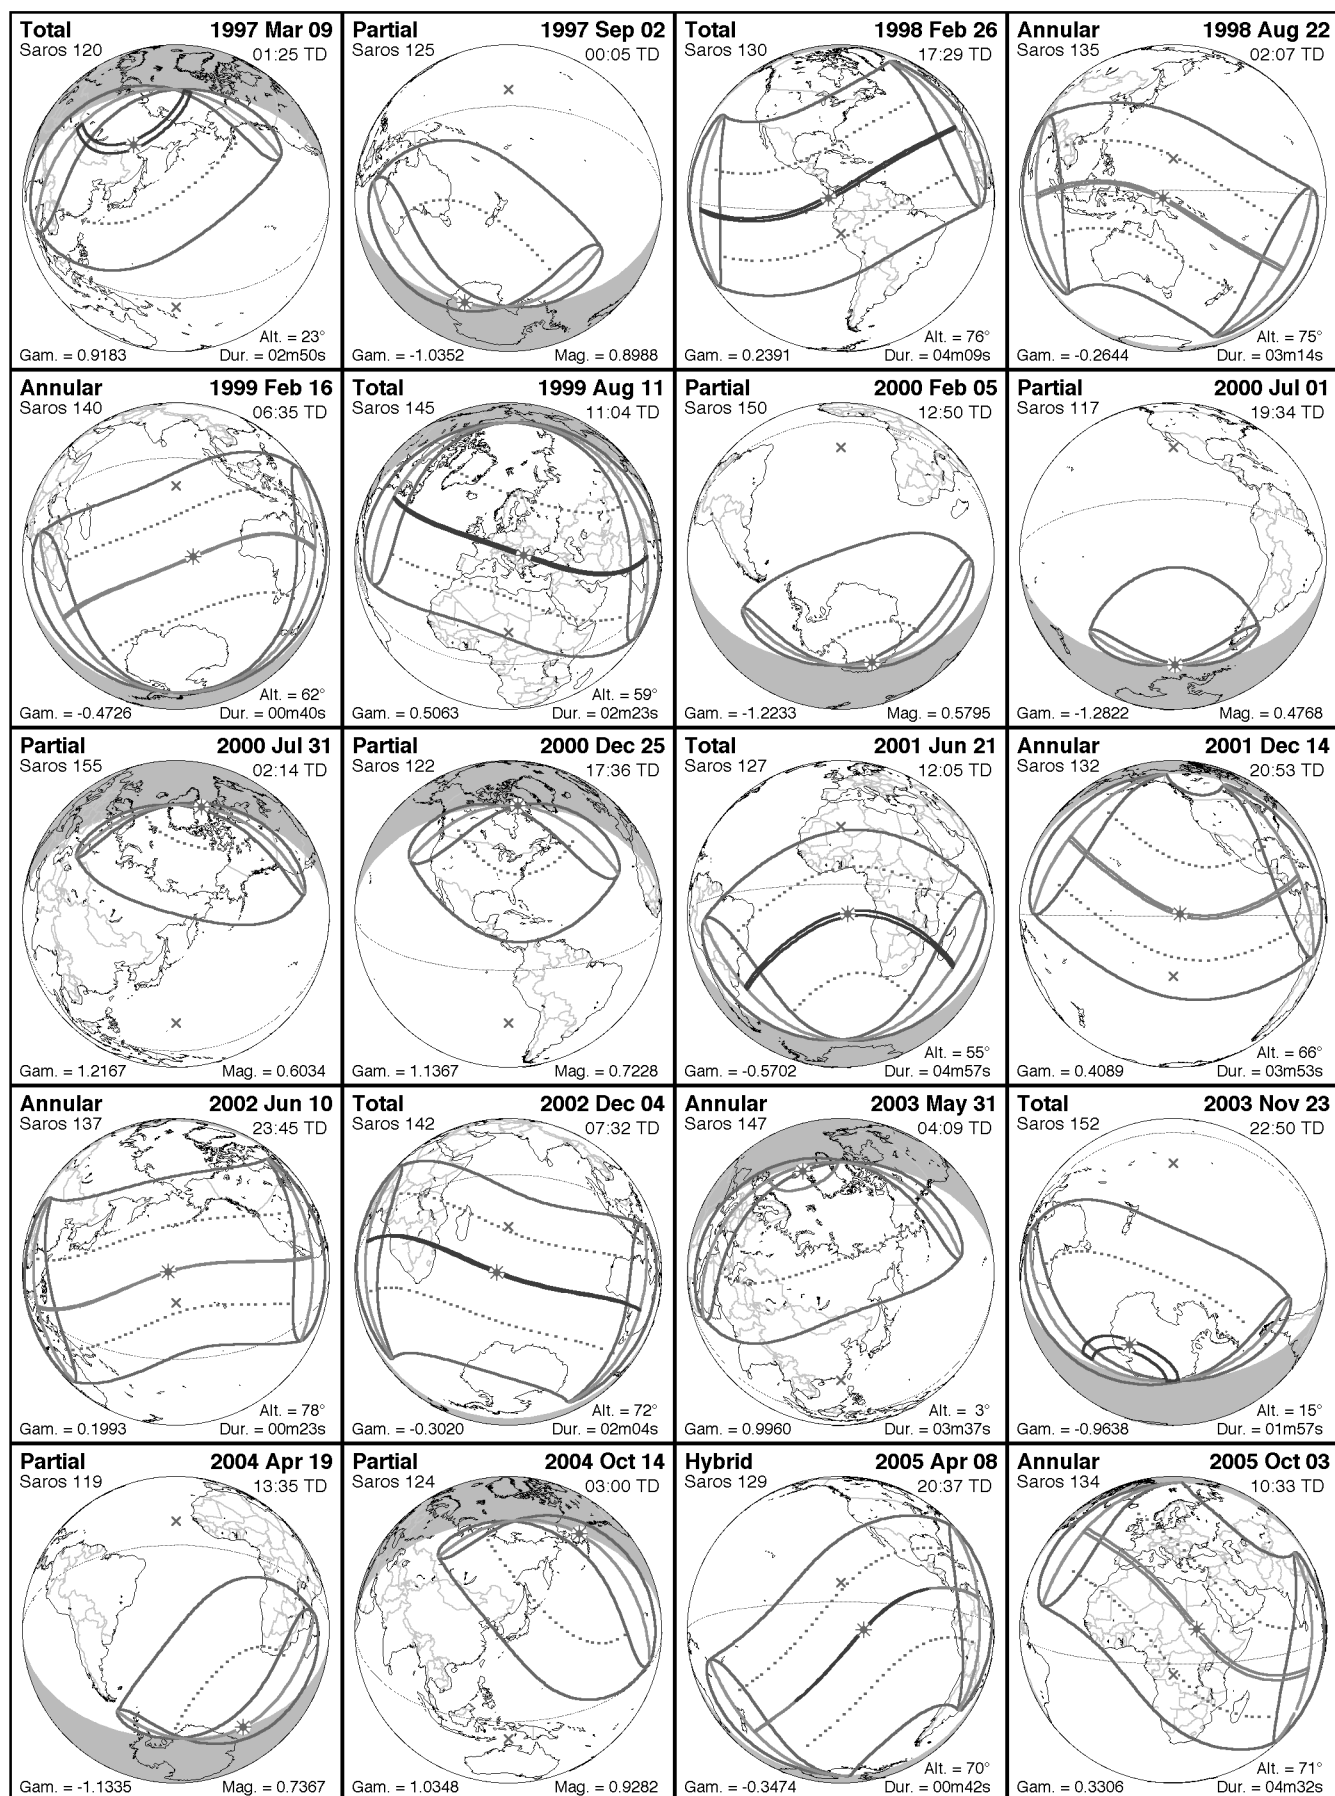 Total 1997 Mar 09
Saros 120 01:25 TD
Alt. = 23°
Gam. = 0.9183 Dur. = 02m50s
Partial 1997 Sep 02
Saros 125 00:05 TD
Gam. = -1.0352 Mag. = 0.8988
Total 1998 Feb 26
Saros 130 17:29 TD
Alt. = 76°
Gam. = 0.2391 Dur. = 04m09s
Annular 1998 Aug 22
Saros 135 02:07 TD
Alt. = 75°
Gam. = -0.2644 Dur. = 03m14s
Annular 1999 Feb 16
Saros 140 06:35 TD
Alt. = 62°
Gam. = -0.4726 Dur. = 00m40s
Total 1999 Aug 11
Saros 145 11:04 TD
Alt. = 59°
Gam. = 0.5063 Dur. = 02m23s
Partial 2000 Feb 05
Saros 150 12:50 TD
Gam. = -1.2233 Mag. = 0.5795
Partial 2000 Jul 01
Saros 117 19:34 TD
Gam. = -1.2822 Mag. = 0.4768
Partial 2000 Jul 31
Saros 155 02:14 TD
Gam. = 1.2167 Mag. = 0.6034
Partial 2000 Dec 25
Saros 122 17:36 TD
Gam. = 1.1367 Mag. = 0.7228
Total 2001 Jun 21
Saros 127 12:05 TD
Alt. = 55°
Gam. = -0.5702 Dur. = 04m57s
Annular 2001 Dec 14
Saros 132 20:53 TD
Alt. = 66°
Gam. = 0.4089 Dur. = 03m53s
Annular 2002 Jun 10
Saros 137 23:45 TD
Alt. = 78°
Gam. = 0.1993 Dur. = 00m23s
Total 2002 Dec 04
Saros 142 07:32 TD
Alt. = 72°
Gam. = -0.3020 Dur. = 02m04s
Annular 2003 May 31
Saros 147 04:09 TD
Alt. = 3°
Gam. = 0.9960 Dur. = 03m37s
Total 2003 Nov 23
Saros 152 22:50 TD
Alt. = 15°
Gam. = -0.9638 Dur. = 01m57s
Partial 2004 Apr 19
Saros 119 13:35 TD
Gam. = -1.1335 Mag. = 0.7367
Partial 2004 Oct 14
Saros 124 03:00 TD
Gam. = 1.0348 Mag. = 0.9282
Hybrid 2005 Apr 08
Saros 129 20:37 TD
Alt. = 70°
Gam. = -0.3474 Dur. = 00m42s
Annular 2005 Oct 03
Saros 134 10:33 TD
Alt. = 71°
Gam. = 0.3306 Dur. = 04m32s